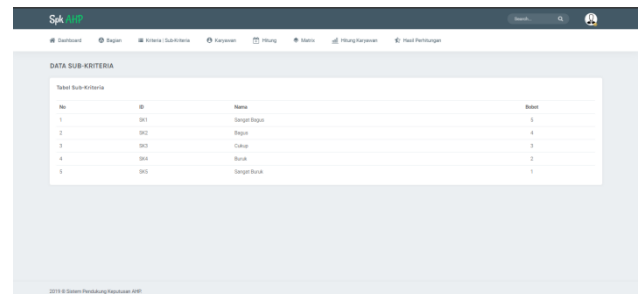 Spk AHP
Search..
Dashboard Bagian Kriteria | Sub-Kriteria Karyawan Hitung Matrix Hitung Karyawan Hasil Perhitungan
DATA SUB-KRITERIA
Tabel Sub-Kriteria
No ID Nama Bobot
1 SK1 Sangat Bagus 5
2 SK2 Bagus 4
3 SK3 Cukup 3
4 SK4 Buruk 2
5 SK5 Sangat Buruk 1
2019 © Sistem Pendukung Keputusan AHP.